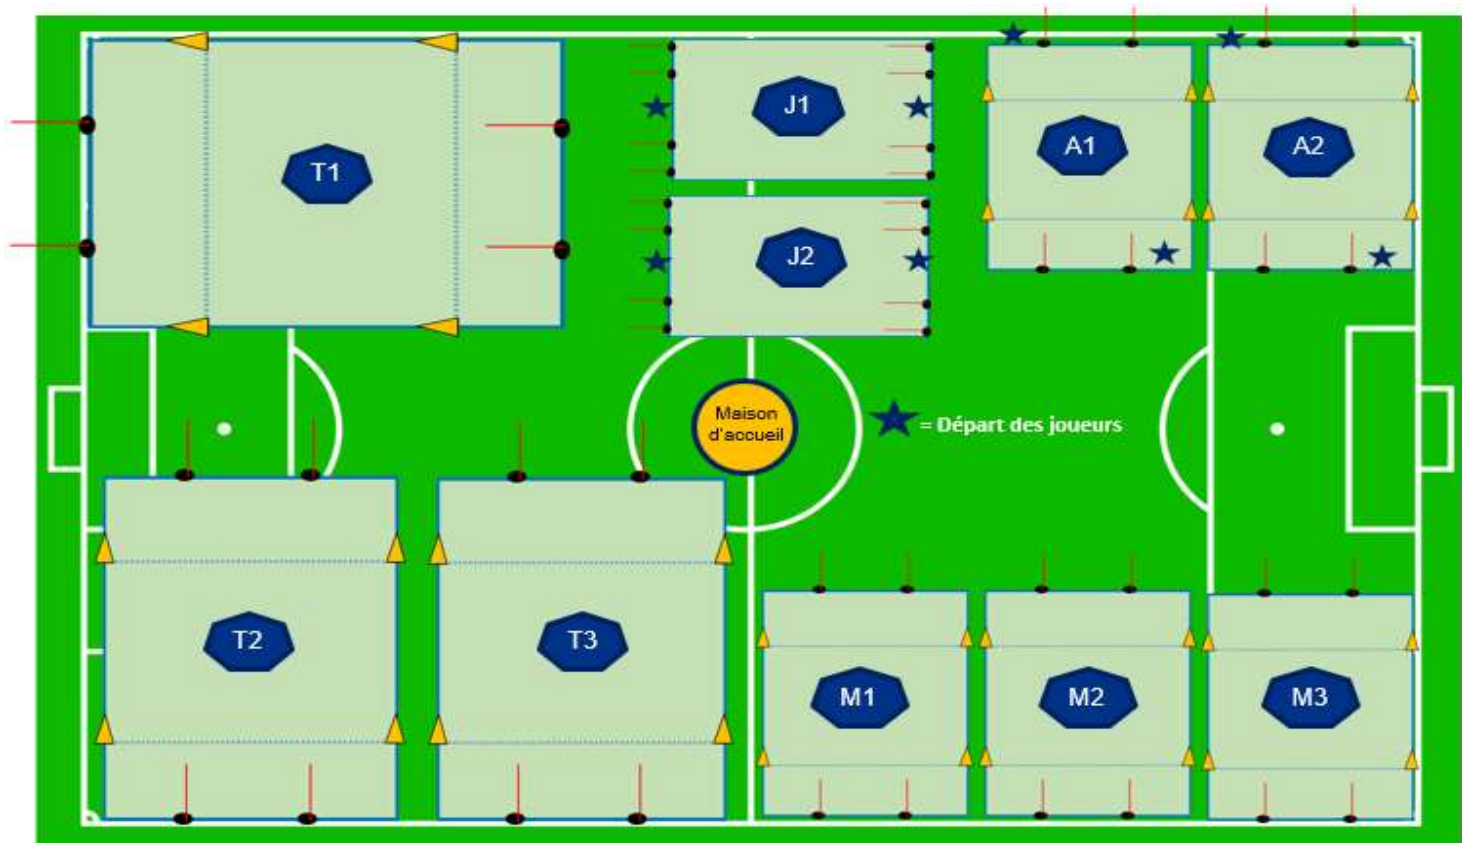 T1
J1
A1
A2
J2
Maison
d'accueil
= Départ des joueurs
T2
T3
M1
M2
M3